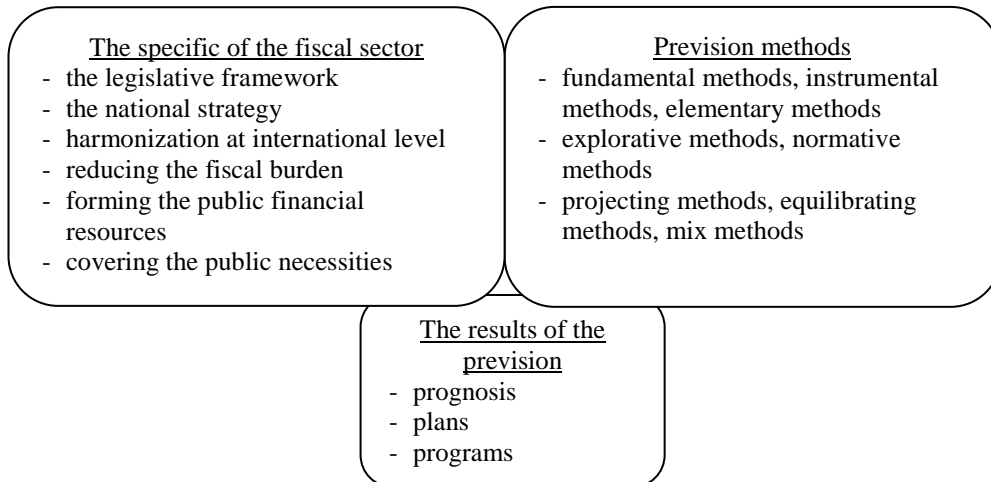 The specific of the fiscal sector
- the legislative framework
- the national strategy
- harmonization at international level
- reducing the fiscal burden
- forming the public financial
resources
- covering the public necessities
Prevision methods
- fundamental methods, instrumental
methods, elementary methods
- explorative methods, normative
methods
- projecting methods, equilibrating
methods, mix methods
The results of the
prevision
- prognosis
- plans
- programs